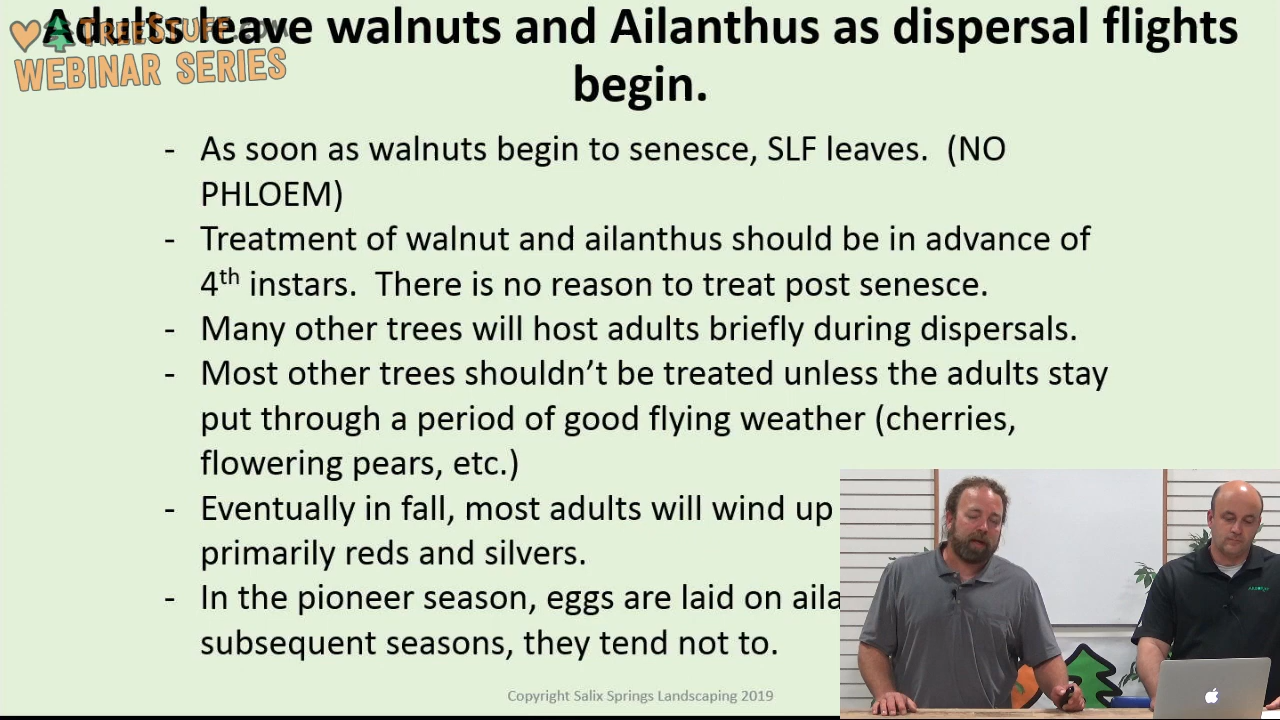 Adults leave walnuts and Ailanthus as dispersal flights
begin.
TREESTUFF.COM
WEBINAR SERIES
- As soon as walnuts begin to senesce, SLF leaves. (NO
PHLOEM)
- Treatment of walnut and ailanthus should be in advance of
4th instars. There is no reason to treat post senesce.
- Many other trees will host adults briefly during dispersals.
- Most other trees shouldn't be treated unless the adults stay
put through a period of good flying weather (cherries,
flowering pears, etc.)
- Eventually in fall, most adults will wind up
primarily reds and silvers.
- In the pioneer season, eggs are laid on aila
subsequent seasons, they tend not to.
Copyright Salix Springs Landscaping 2019